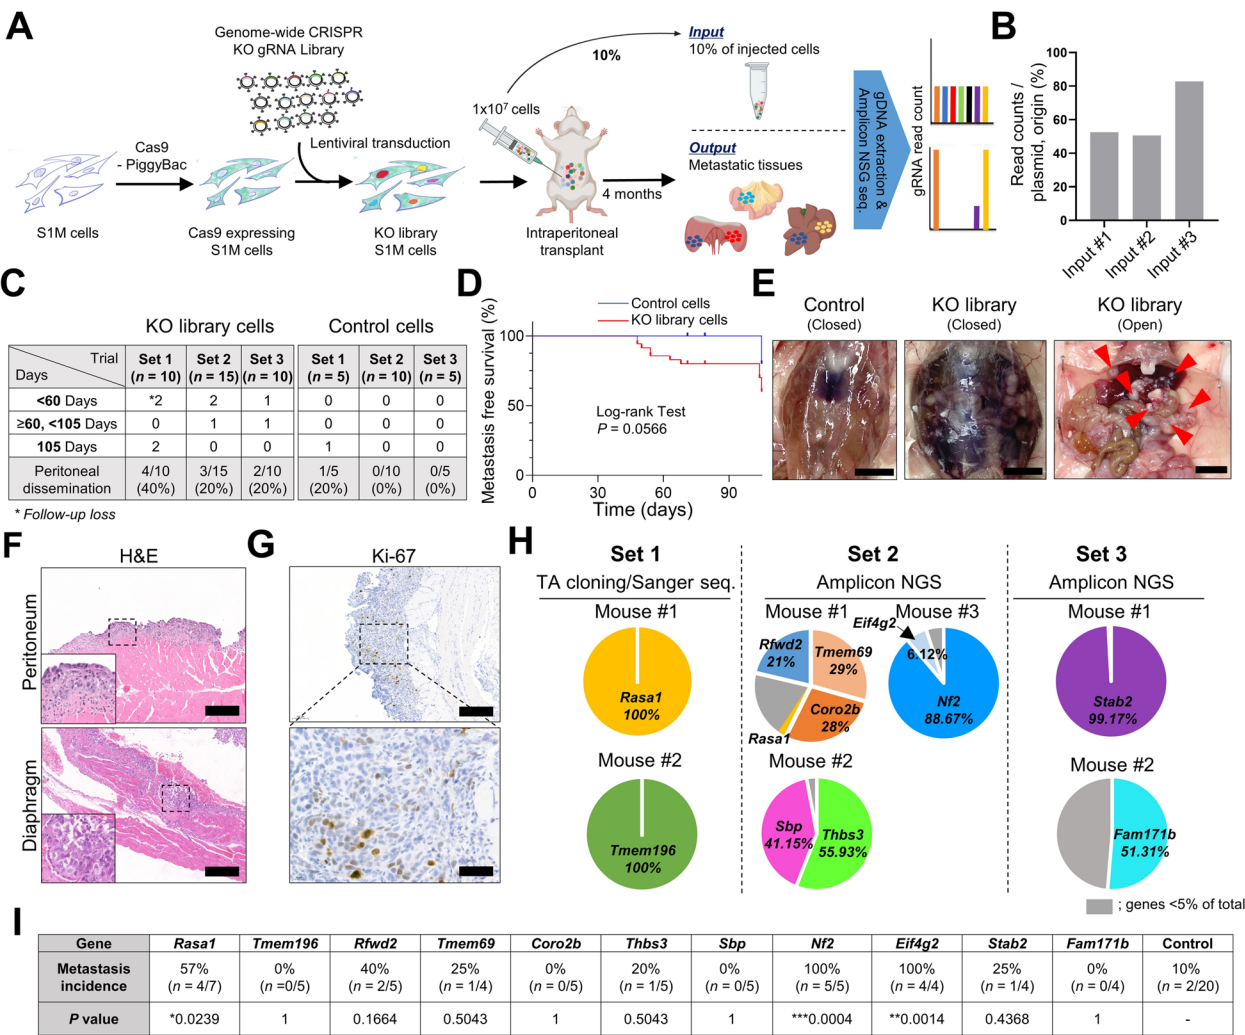 A
Genome-wide CRISPR
KO gRNA Library
Cas9
- PiggyBac
Lentiviral transduction
S1M cells
Cas9 expressing
S1M cells
KO library
S1M cells
1x10⁷ cells
10%
Intraperitoneal
transplant
4 months
Input
10% of injected cells
Output
Metastatic tissues
gDNA extraction &
Amplicon NSG seq.
gRNA read count
B
Read counts /
plasmid, origin (%)
100
80
60
40
20
0
Input #1
Input #2
Input #3
C
KO library cells
Control cells
Trial
Days
Set 1 Set 2 Set 3 Set 1 Set 2 Set 3
(n = 10) (n = 15) (n = 10) (n = 5) (n = 10) (n = 5)
<60 Days *2 2 1 0 0 0
≥60, <105 Days 0 1 1 0 0 0
105 Days 2 0 0 1 0 0
Peritoneal 4/10 3/15 2/10 1/5 0/10 0/5
dissemination (40%) (20%) (20%) (20%) (0%) (0%)
* Follow-up loss
D
Metastasis free survival (%)
Control cells
KO library cells
100
50
0
Log-rank Test
P = 0.0566
0 30 60 90
Time (days)
E
Control
(Closed)
KO library
(Closed)
KO library
(Open)
F
H&E
Peritoneum
Diaphragm
G
Ki-67
H
Set 1
TA cloning/Sanger seq.
Mouse #1
Rasa1
100%
Mouse #2
Tmem196
100%
Set 2
Amplicon NGS
Mouse #1
Rfwd2
21%
Tmem69
29%
Coro2b
28%
Rasa1
Mouse #3
Eif4g2
6.12%
Nf2
88.67%
Mouse #2
Sbp
41.15%
Thbs3
55.93%
Set 3
Amplicon NGS
Mouse #1
Stab2
99.17%
Mouse #2
Fam171b
51.31%
; genes <5% of total
I
Gene Rasa1 Tmem196 Rfwd2 Tmem69 Coro2b Thbs3 Sbp Nf2 Eif4g2 Stab2 Fam171b Control
Metastasis 57% 0% 40% 25% 0% 20% 0% 100% 100% 25% 0% 10%
incidence (n = 4/7) (n =0/5) (n = 2/5) (n = 1/4) (n = 0/5) (n = 1/5) (n = 0/5) (n = 5/5) (n = 4/4) (n = 1/4) (n = 0/4) (n = 2/20)
P value *0.0239 1 0.1664 0.5043 1 0.5043 1 ***0.0004 **0.0014 0.4368 1 -